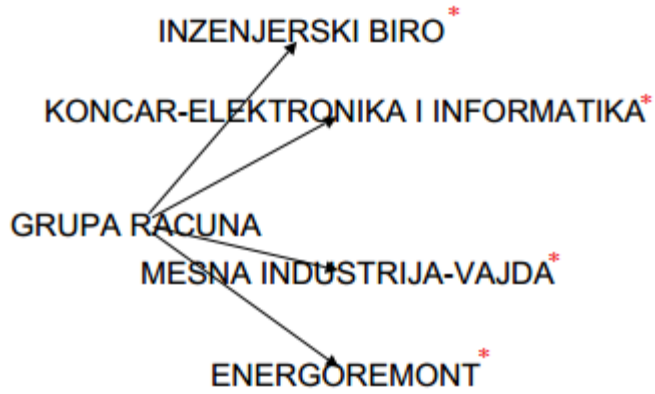 INZENJERSKI BIRO*
KONCAR-ELEKTRONIKA I INFORMATIKA*
GRUPA RACUNA
MESNA INDUSTRIJA-VAJDA*
ENERGOREMONT*